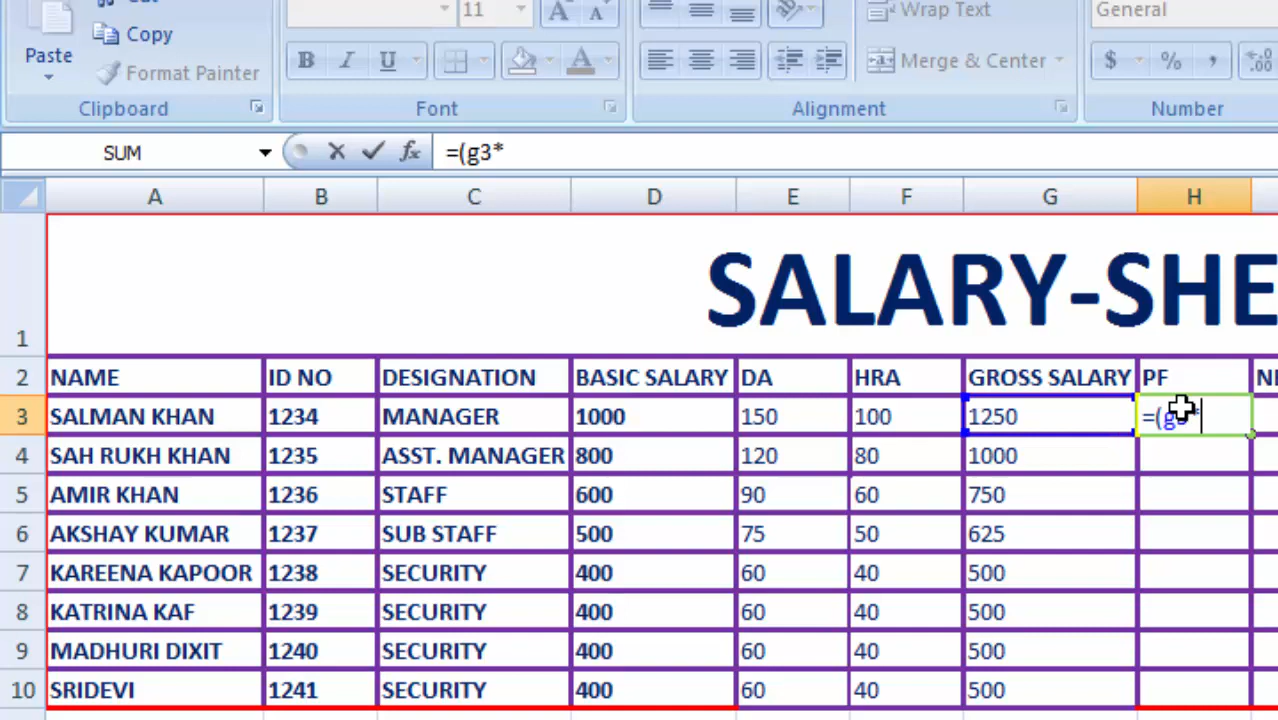 Cut
11
A A
Wrap Text
General
Paste
Copy
Format Painter
B I U
A
Merge & Center
$ % , .00
Clipboard
Font
Alignment
Number
SUM
fx
=(g3*
A B C D E F G H
1
SALARY-SHE
2 NAME ID NO DESIGNATION BASIC SALARY DA HRA GROSS SALARY PF
3 SALMAN KHAN 1234 MANAGER 1000 150 100 1250 =(g3*
4 SAH RUKH KHAN 1235 ASST. MANAGER 800 120 80 1000
5 AMIR KHAN 1236 STAFF 600 90 60 750
6 AKSHAY KUMAR 1237 SUB STAFF 500 75 50 625
7 KAREENA KAPOOR 1238 SECURITY 400 60 40 500
8 KATRINA KAF 1239 SECURITY 400 60 40 500
9 MADHURI DIXIT 1240 SECURITY 400 60 40 500
10 SRIDEVI 1241 SECURITY 400 60 40 500